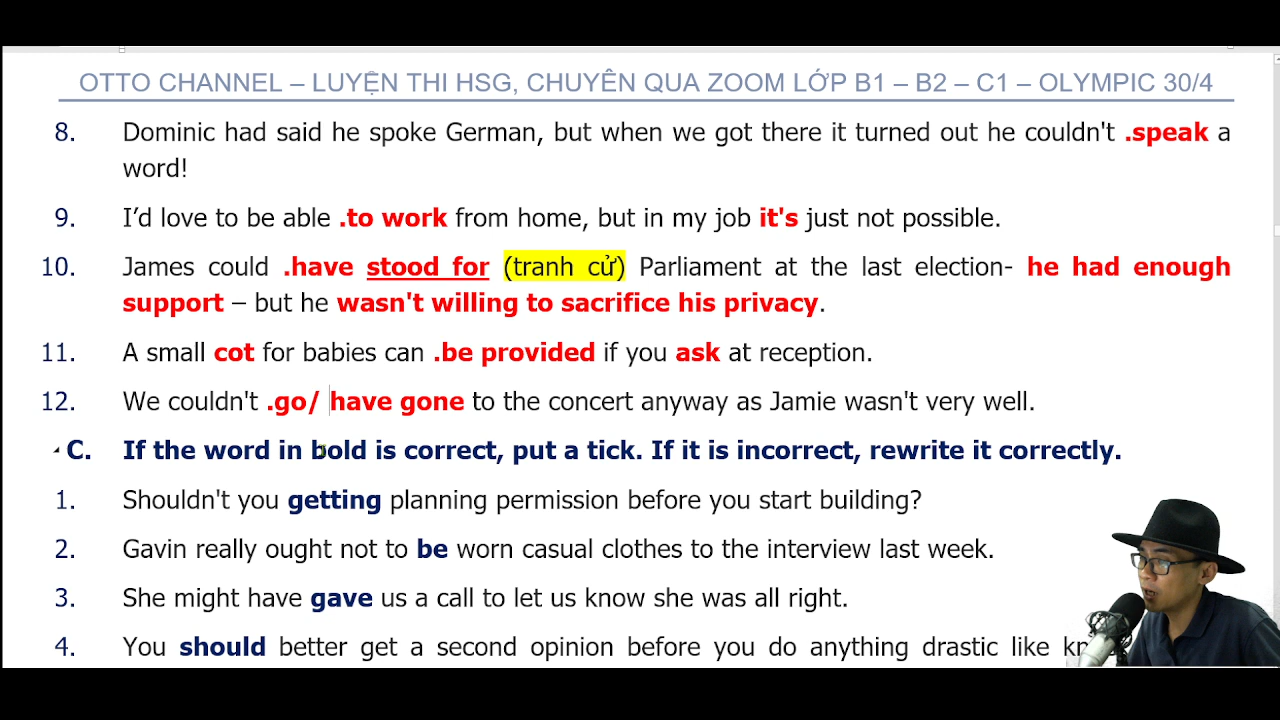 OTTO CHANNEL – LUYỆN THI HSG, CHUYÊN QUA ZOOM LỚP B1 – B2 – C1 – OLYMPIC 30/4
8. Dominic had said he spoke German, but when we got there it turned out he couldn't .speak a
word!
9. I’d love to be able .to work from home, but in my job it's just not possible.
10. James could .have stood for (tranh cử) Parliament at the last election- he had enough
support – but he wasn't willing to sacrifice his privacy.
11. A small cot for babies can .be provided if you ask at reception.
12. We couldn't .go/ have gone to the concert anyway as Jamie wasn't very well.
C. If the word in bold is correct, put a tick. If it is incorrect, rewrite it correctly.
1. Shouldn't you getting planning permission before you start building?
2. Gavin really ought not to be worn casual clothes to the interview last week.
3. She might have gave us a call to let us know she was all right.
4. You should better get a second opinion before you do anything drastic like